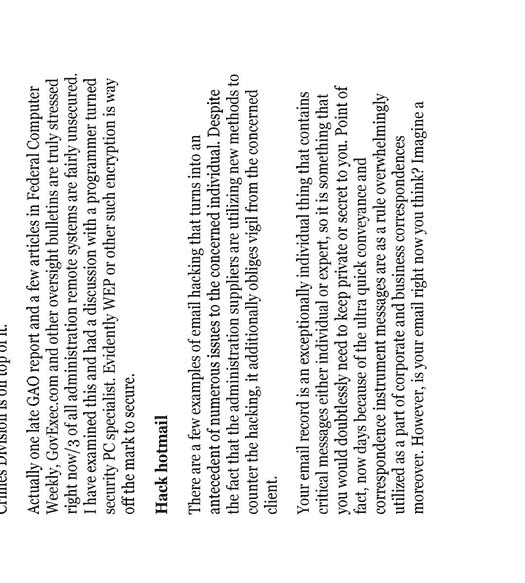 Crimes Division is on top of it.
Actually one late GAO report and a few articles in Federal Computer
Weekly, GovExec.com and other oversight bulletins are truly stressed
right now/3 of all administration remote systems are fairly unsecured.
I have examined this and had a discussion with a programmer turned
security PC specialist. Evidently WEP or other such encryption is way
off the mark to secure.
Hack hotmail
There are a few examples of email hacking that turns into an
antecedent of numerous issues to the concerned individual. Despite
the fact that the administration suppliers are utilizing new methods to
counter the hacking, it additionally obliges vigil from the concerned
client.
Your email record is an exceptionally individual thing that contains
critical messages either individual or expert, so it is something that
you would doubtlessly need to keep private or secret to you. Point of
fact, now days because of the ultra quick conveyance and
correspondence instrument messages are as a rule overwhelmingly
utilized as a part of corporate and business correspondences
moreover. However, is your email right now you think? Imagine a